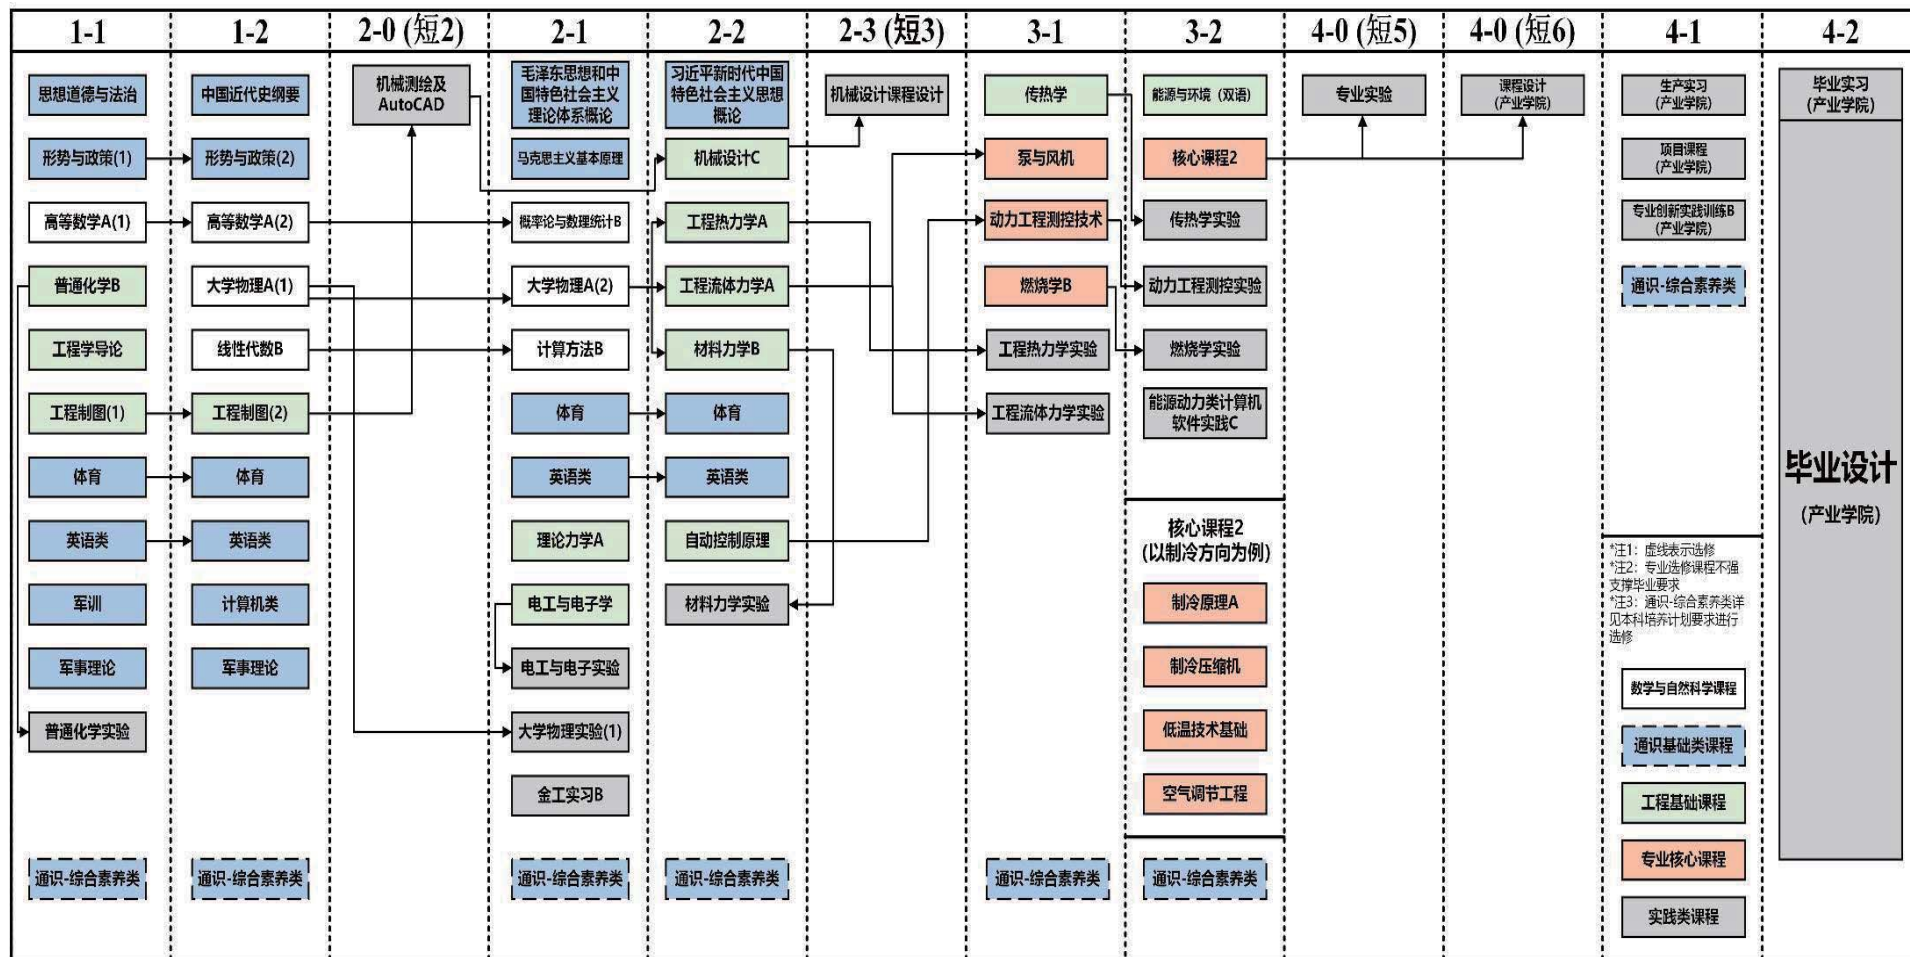 1-1
1-2
2-0 (短2)
2-1
2-2
2-3 (短3)
3-1
3-2
4-0 (短5)
4-0 (短6)
4-1
4-2
思想道德与法治
形势与政策(1)
高等数学A(1)
普通化学B
工程学导论
工程制图(1)
体育
英语类
军训
军事理论
普通化学实验
通识-综合素养类
中国近代史纲要
形势与政策(2)
高等数学A(2)
大学物理A(1)
线性代数B
工程制图(2)
体育
英语类
计算机类
军事理论
通识-综合素养类
机械测绘及
AutoCAD
毛泽东思想和中
国特色社会主义
理论体系概论
马克思主义基本原理
概率论与数理统计B
大学物理A(2)
计算方法B
体育
英语类
理论力学A
电工与电子学
电工与电子实验
大学物理实验(1)
金工实习B
通识-综合素养类
习近平新时代中国
特色社会主义思想
概论
机械设计C
工程热力学A
工程流体力学A
材料力学B
体育
英语类
自动控制原理
材料力学实验
通识-综合素养类
机械设计课程设计
传热学
泵与风机
动力工程测控技术
燃烧学B
工程热力学实验
工程流体力学实验
通识-综合素养类
能源与环境（双语）
核心课程2
传热学实验
动力工程测控实验
燃烧学实验
能源动力类计算机
软件实践C
核心课程2
(以制冷方向为例)
制冷原理A
制冷压缩机
低温技术基础
空气调节工程
通识-综合素养类
专业实验
课程设计
(产业学院)
生产实习
(产业学院)
项目课程
(产业学院)
专业创新实践训练B
(产业学院)
通识-综合素养类
*注1：虚线表示选修
*注2：专业选修课程不强
支撑毕业要求
*注3：通识-综合素养类详
见本科培养计划要求进行
选修
数学与自然科学课程
通识基础类课程
工程基础课程
专业核心课程
实践类课程
毕业实习
(产业学院)
毕业设计
(产业学院)